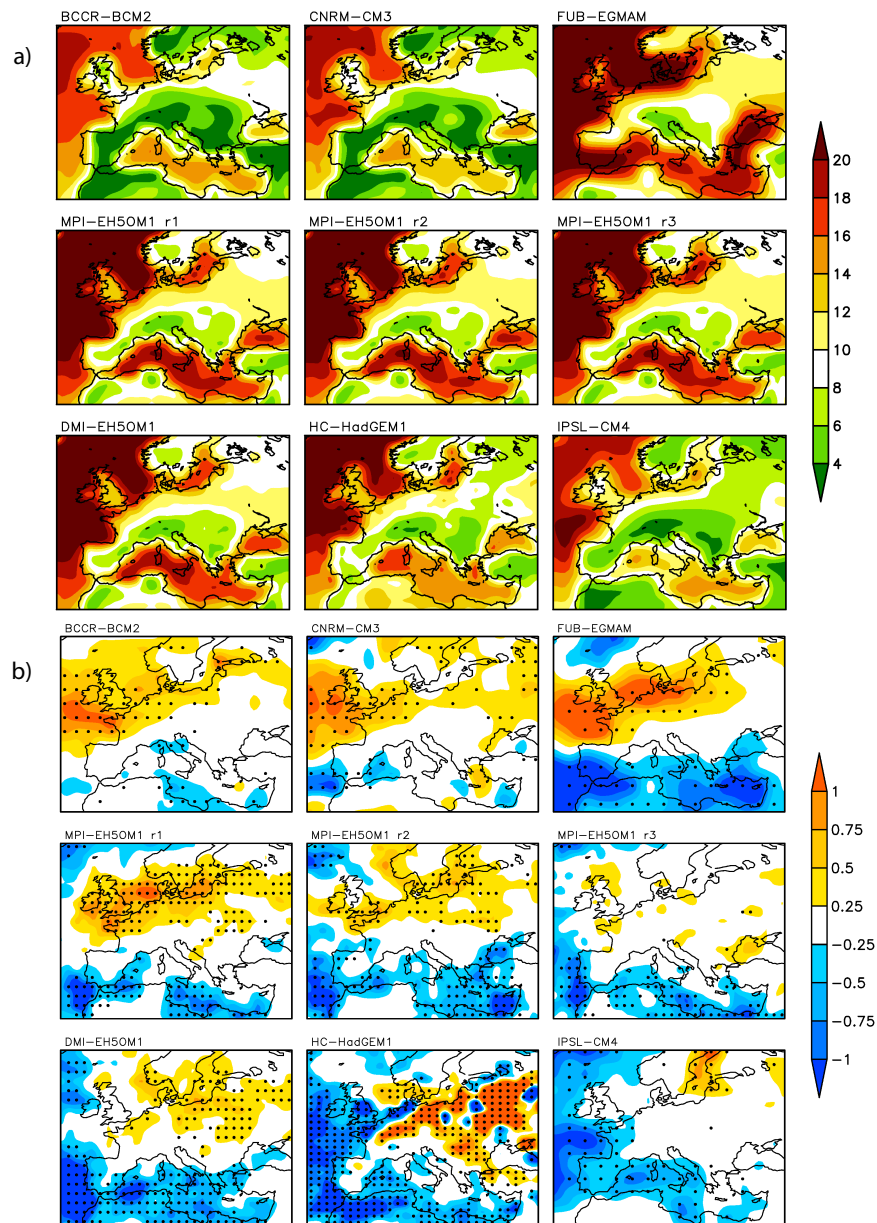 BCCR-BCM2 CNRM-CM3 FUB-EGMAM
a)
MPI-EH5OM1 r1 MPI-EH5OM1 r2 MPI-EH5OM1 r3
DMI-EH5OM1 HC-HadGEM1 IPSL-CM4
20
18
16
14
12
10
8
6
4
BCCR-BCM2 CNRM-CM3 FUB-EGMAM
b)
MPI-EH5OM1 r1 MPI-EH5OM1 r2 MPI-EH5OM1 r3
DMI-EH5OM1 HC-HadGEM1 IPSL-CM4
1
0.75
0.5
0.25
-0.25
-0.5
-0.75
-1